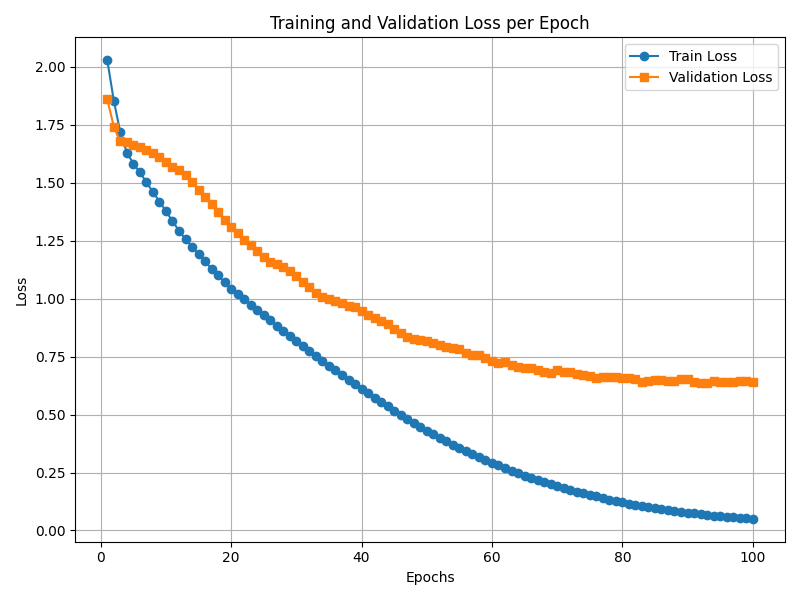 Training and Validation Loss per Epoch
Train Loss
Validation Loss
2.00
1.75
1.50
1.25
1.00
0.75
0.50
0.25
0.00
Loss
0 20 40 60 80 100
Epochs